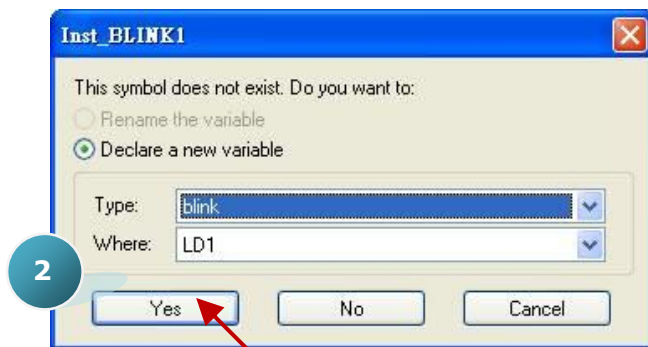 Inst_BLINK1
This symbol does not exist. Do you want to:
Rename the variable
Declare a new variable
Type: blink
Where: LD1
2
Yes No Cancel